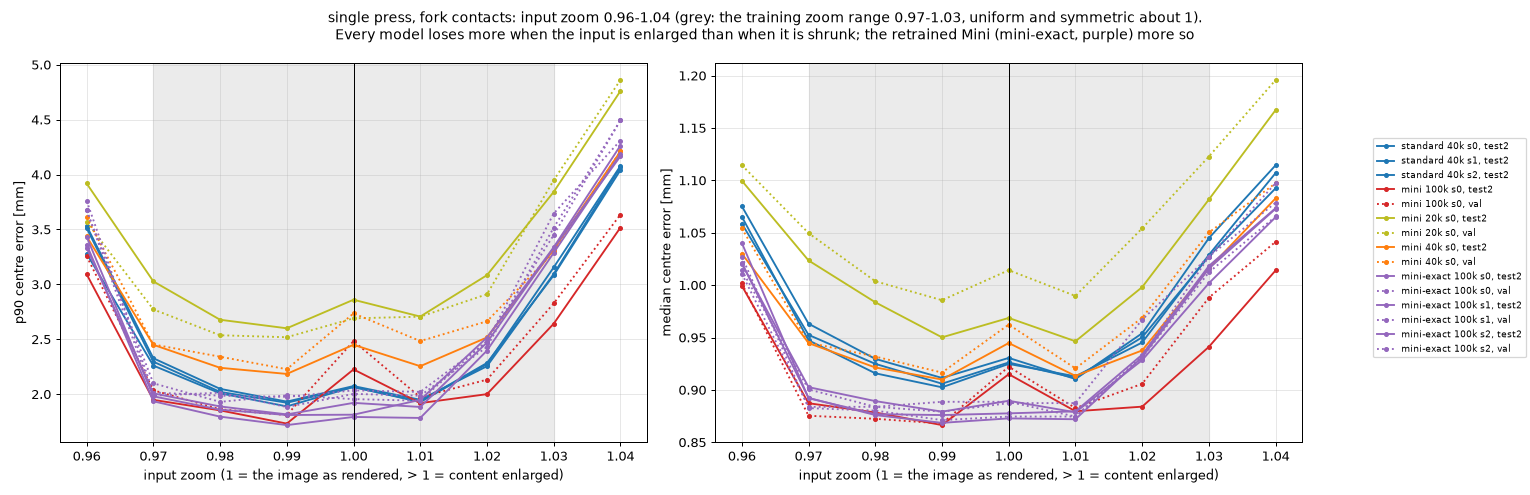 single press, fork contacts: input zoom 0.96-1.04 (grey: the training zoom range 0.97-1.03, uniform and symmetric about 1).
Every model loses more when the input is enlarged than when it is shrunk; the retrained Mini (mini-exact, purple) more so
p90 centre error [mm]
5.0
4.5
4.0
3.5
3.0
2.5
2.0
0.96 0.97 0.98 0.99 1.00 1.01 1.02 1.03 1.04
input zoom (1 = the image as rendered, > 1 = content enlarged)
median centre error [mm]
1.20
1.15
1.10
1.05
1.00
0.95
0.90
0.85
0.96 0.97 0.98 0.99 1.00 1.01 1.02 1.03 1.04
input zoom (1 = the image as rendered, > 1 = content enlarged)
standard 40k s0, test2
standard 40k s1, test2
standard 40k s2, test2
mini 100k s0, test2
mini 100k s0, val
mini 20k s0, test2
mini 20k s0, val
mini 40k s0, test2
mini 40k s0, val
mini-exact 100k s0, test2
mini-exact 100k s0, val
mini-exact 100k s1, test2
mini-exact 100k s1, val
mini-exact 100k s2, test2
mini-exact 100k s2, val